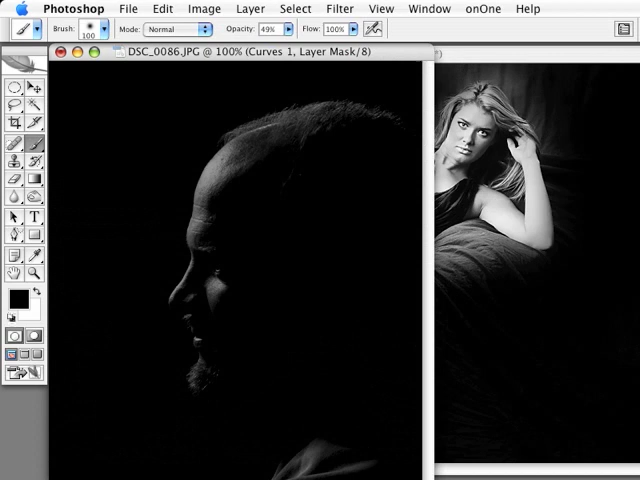 Photoshop File Edit Image Layer Select Filter Analysis View Window onOne Help
Brush: 100 Mode: Normal Opacity: 49% Flow: 100%
DSC_0086.JPG @ 100% (Curves 1, Layer Mask/8)
T